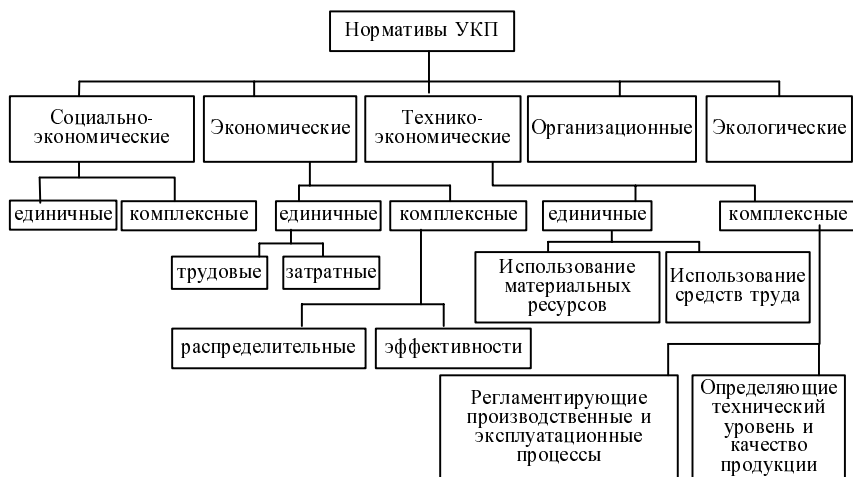 Нормативы УКП
Социально-
экономические
Экономические
Технико-
экономические
Организационные
Экологические
единичные
комплексные
единичные
комплексные
единичные
комплексные
трудовые
затратные
Использование
материальных
ресурсов
Использование
средств труда
распределительные
эффективности
Регламентирующие
производственные и
эксплуатационные
процессы
Определяющие
технический
уровень и
качество
продукции